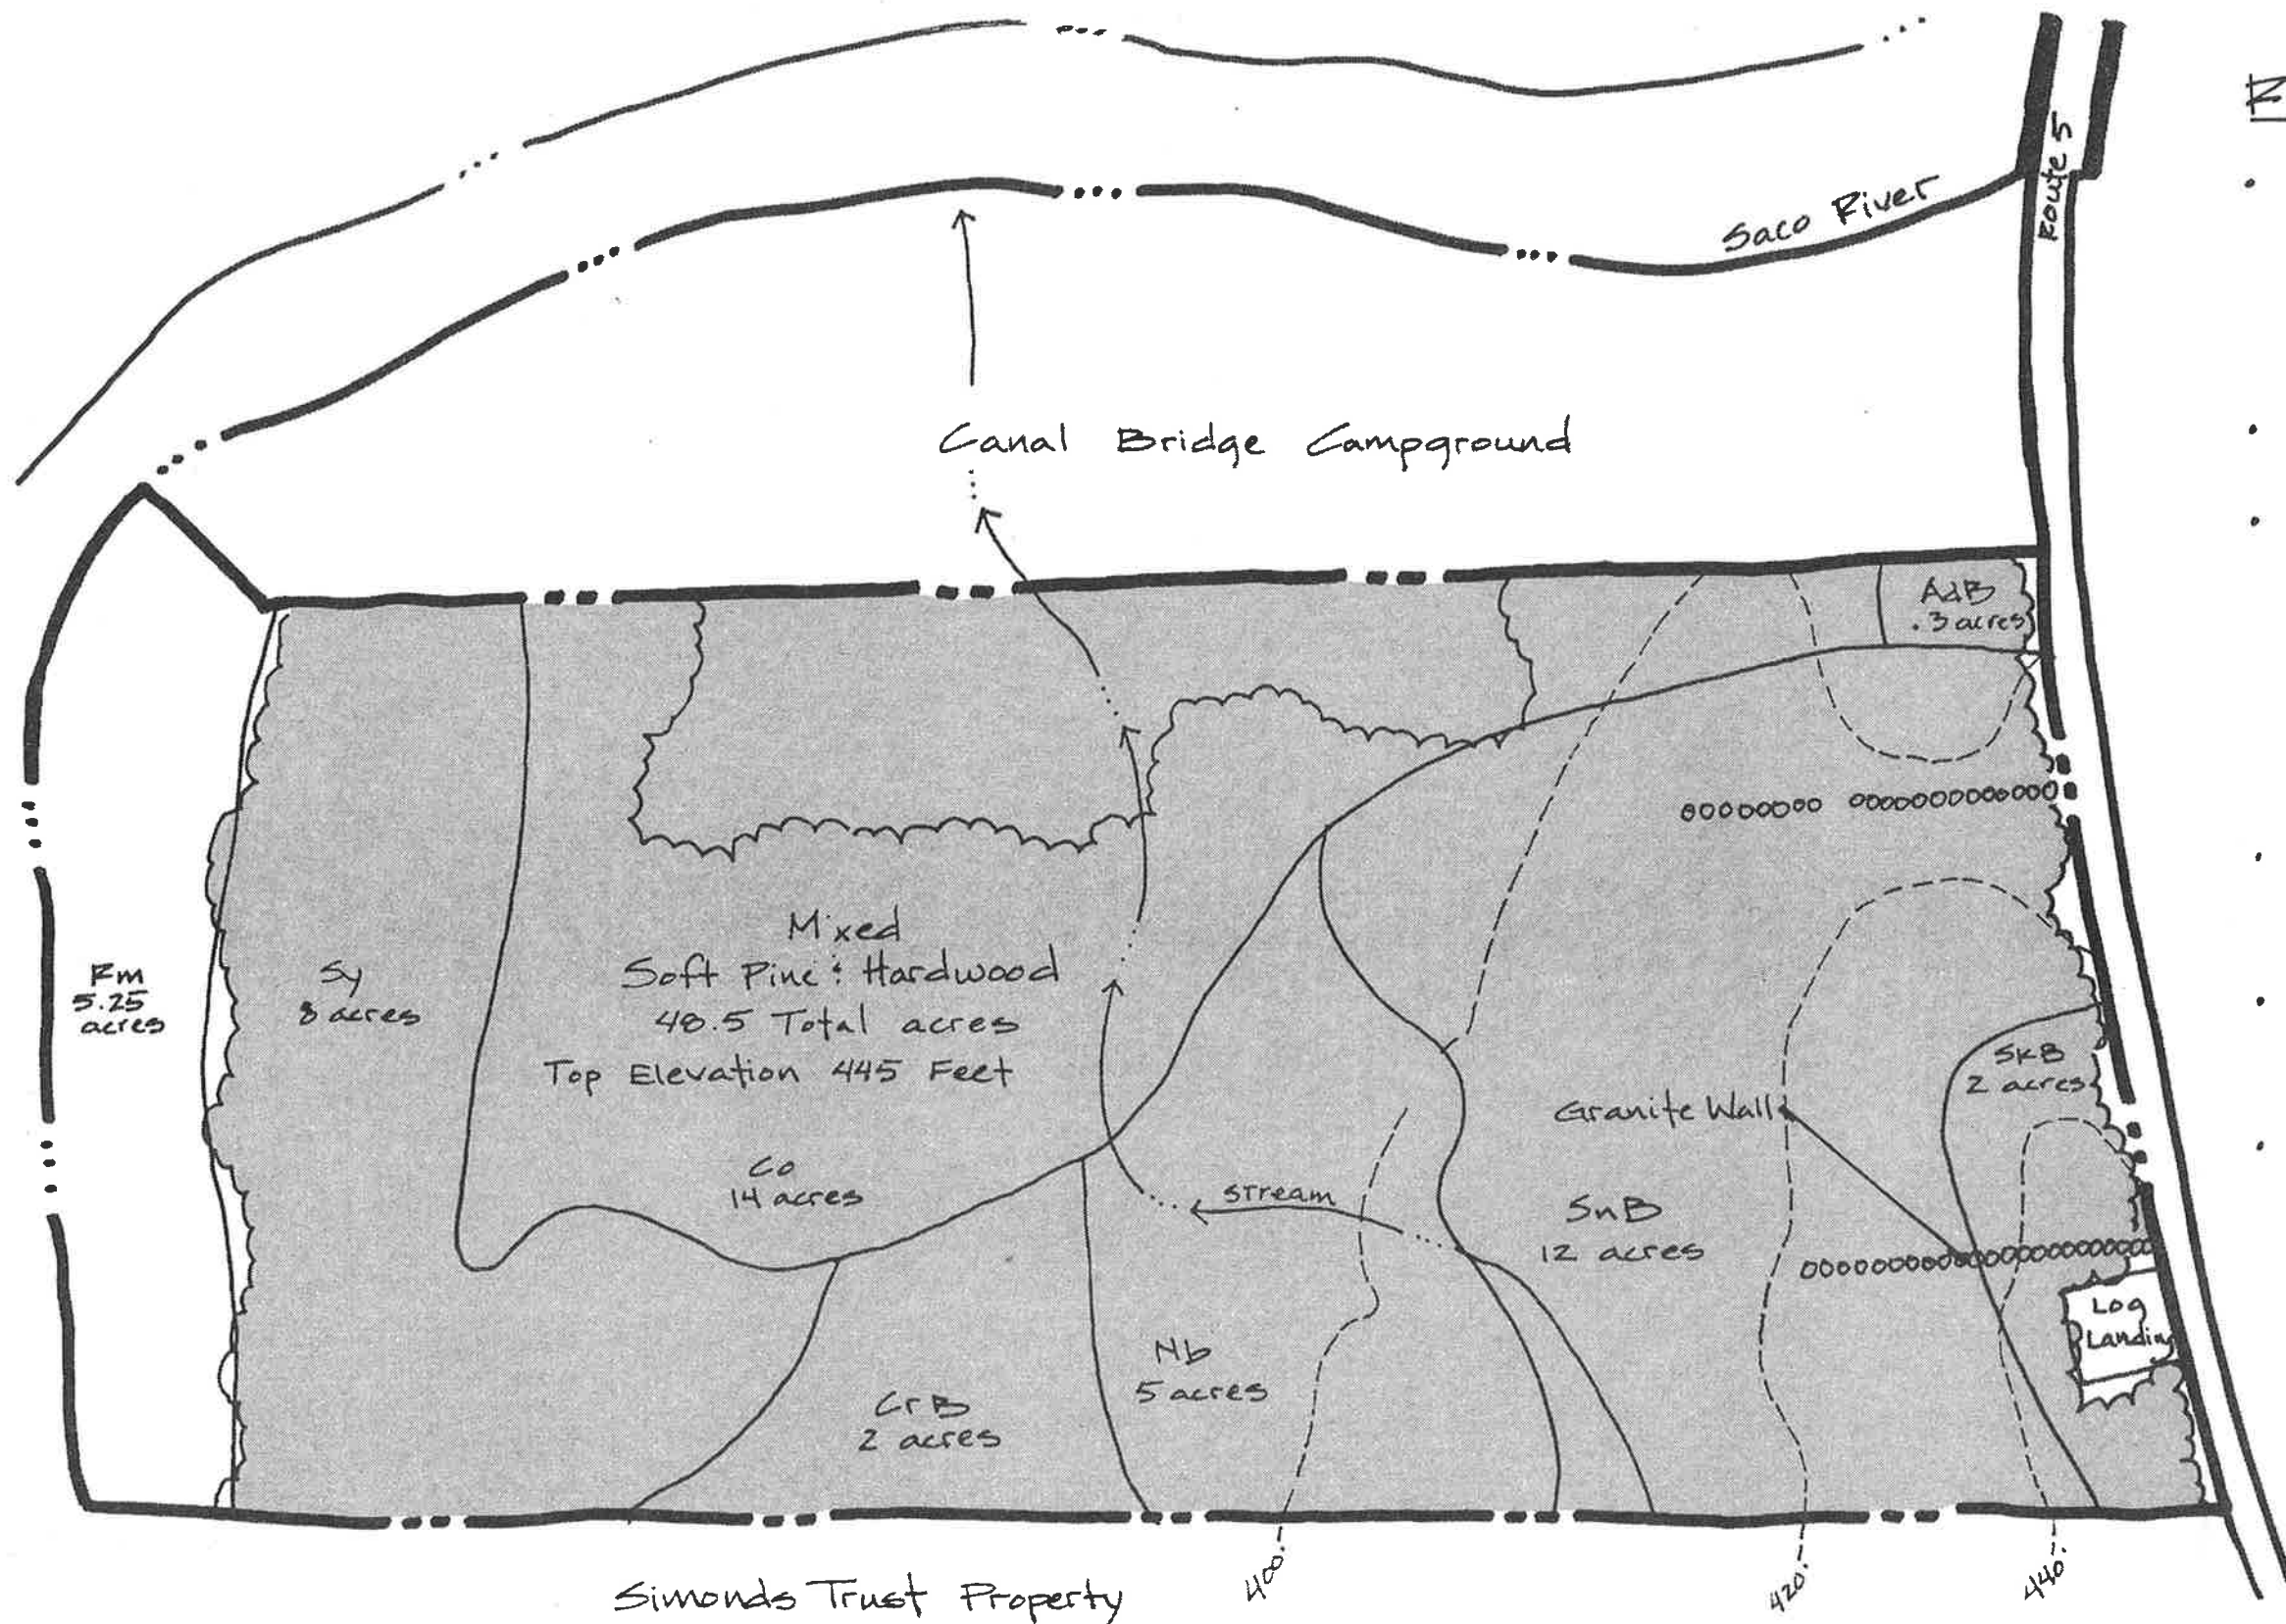 Route 5
Saco River
Canal Bridge Campground
AdB
.3 acres
Mixed
Soft Pine & Hardwood
48.5 Total acres
Top Elevation 445 Feet
Rm
5.25
acres
Sy
8 acres
SkB
2 acres
Granite Wall
Co
14 acres
stream
SnB
12 acres
Log
Landing
Nb
5 acres
CrB
2 acres
400
420
440
Simonds Trust Property